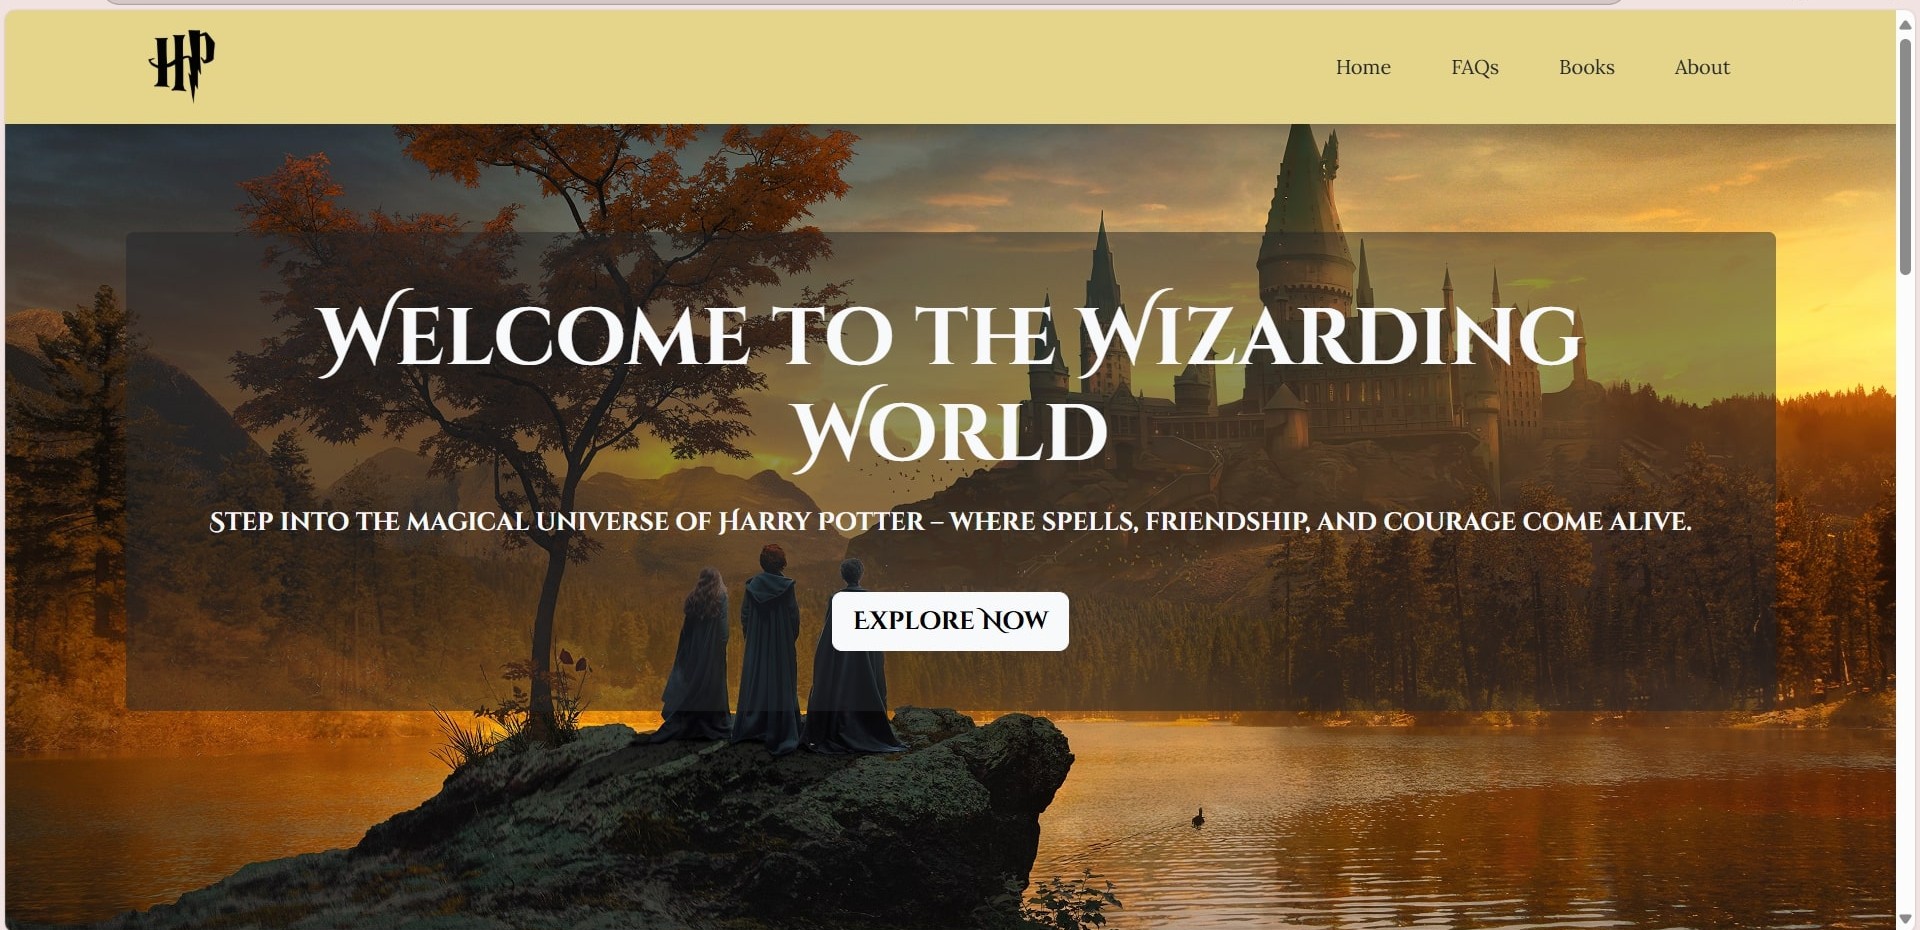 HP
Home FAQs Books About
Welcome to the Wizarding
World
Step into the magical universe of Harry Potter – where spells, friendship, and courage come alive.
Explore Now